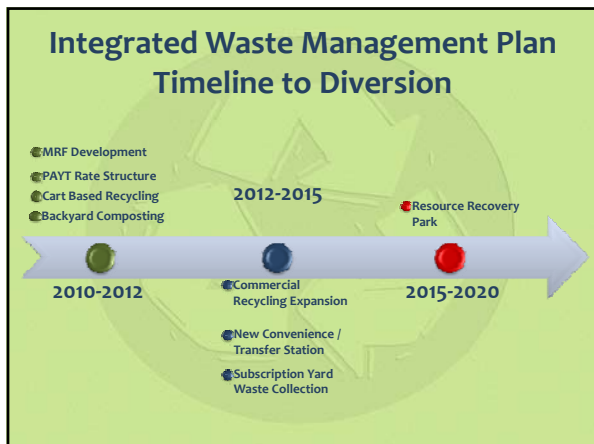 Integrated Waste Management Plan
Timeline to Diversion
MRF Development
PAYT Rate Structure
Cart Based Recycling
Backyard Composting
2012-2015
Resource Recovery
Park
2010-2012
Commercial
Recycling Expansion
2015-2020
New Convenience /
Transfer Station
Subscription Yard
Waste Collection